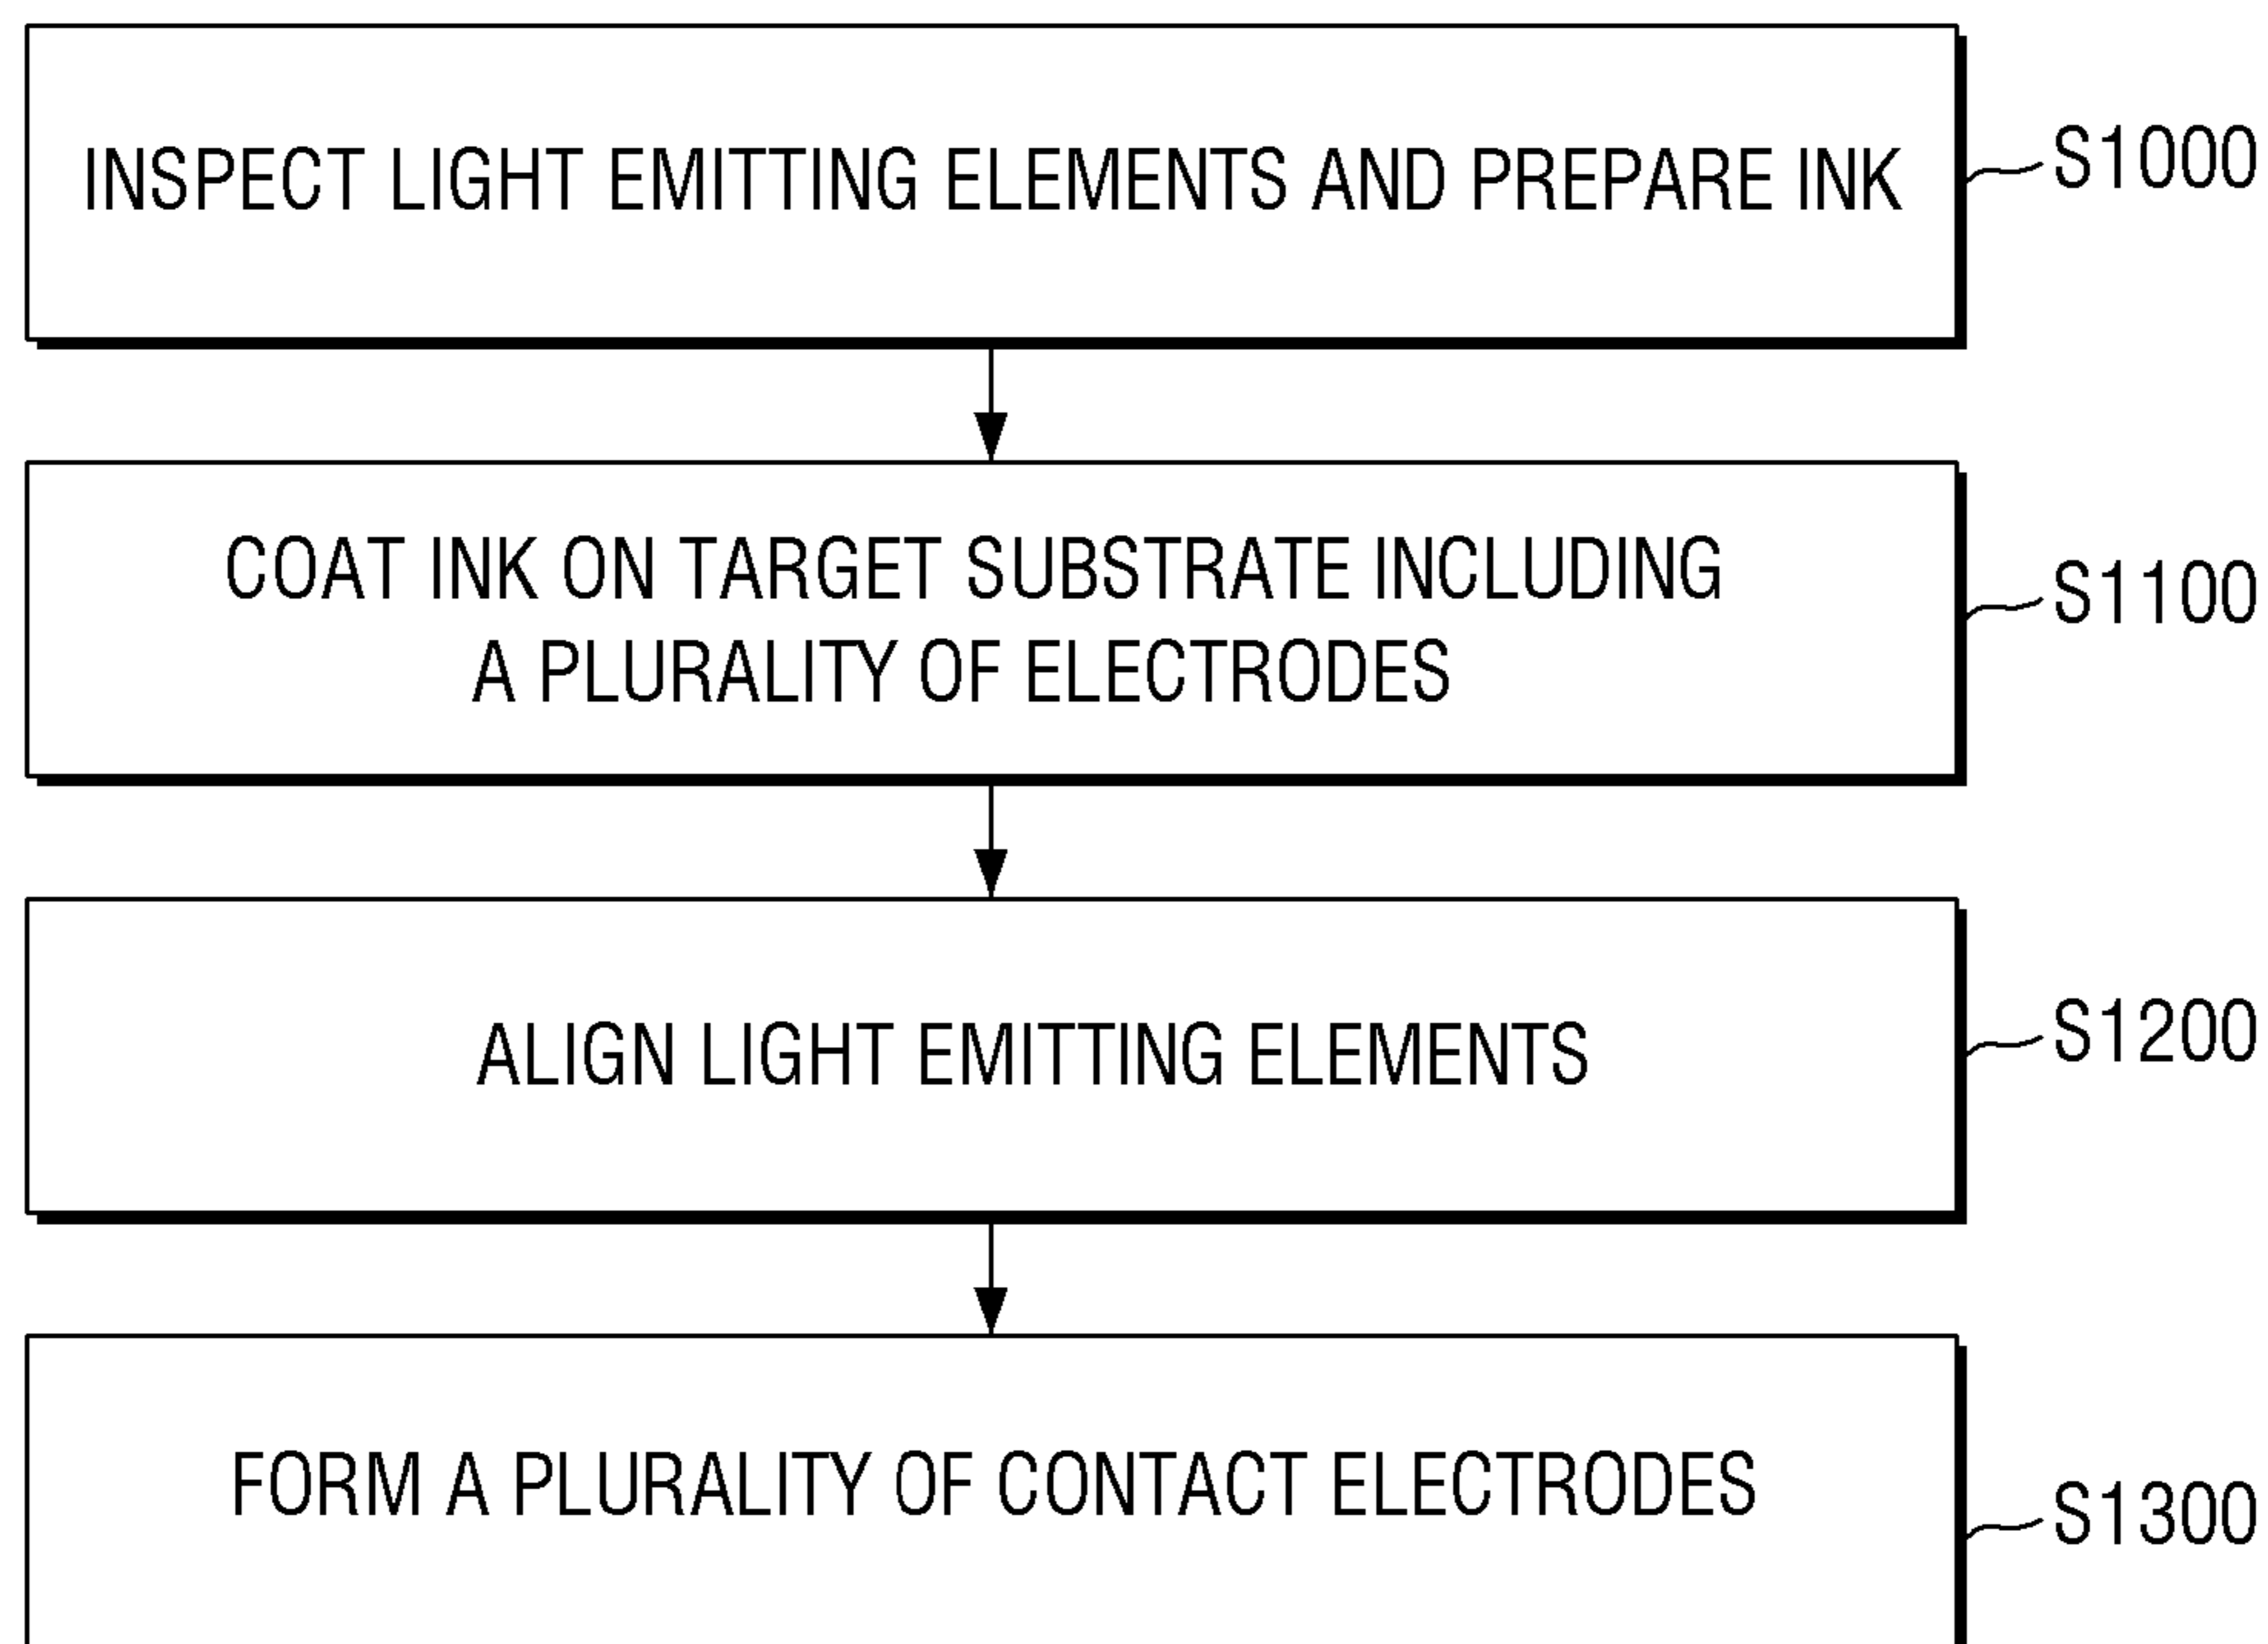 INSPECT LIGHT EMITTING ELEMENTS AND PREPARE INK
S1000
COAT INK ON TARGET SUBSTRATE INCLUDING
A PLURALITY OF ELECTRODES
S1100
ALIGN LIGHT EMITTING ELEMENTS
S1200
FORM A PLURALITY OF CONTACT ELECTRODES
S1300